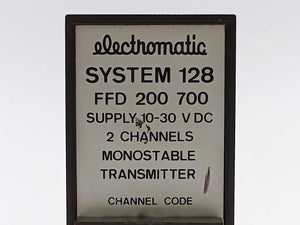 electromatic
SYSTEM 128
FFD 200 700
SUPPLY 10-30 V DC
2 CHANNELS
MONOSTABLE
TRANSMITTER
CHANNEL CODE